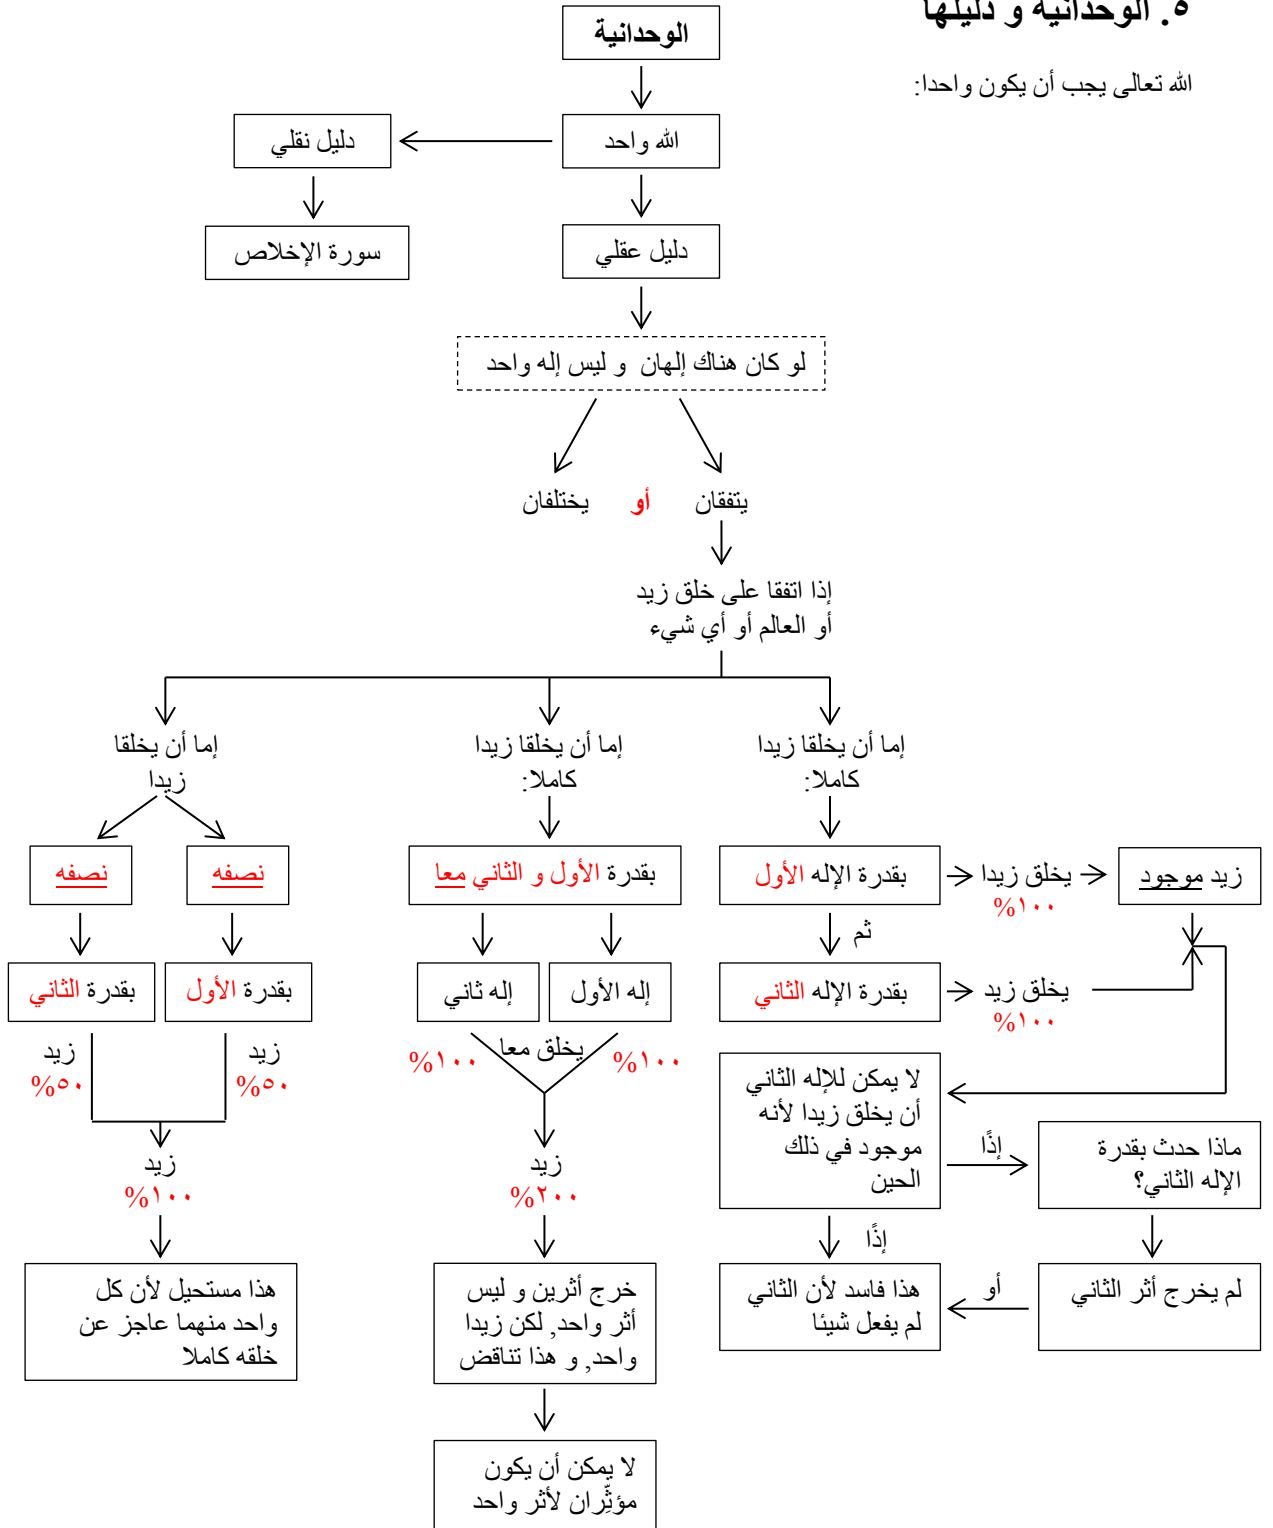 ٥. الوحدانية و دليلها
الله تعالى يجب أن يكون واحدا:
الوحدانية
الله واحد
دليل نقلي
سورة الإخلاص
دليل عقلي
لو كان هناك إلهان و ليس إله واحد
يتفقان أو يختلفان
إذا اتفقا على خلق زيد
أو العالم أو أي شيء
إما أن يخلقا زيدا
كاملا:
بقدرة الإله الأول
يخلق زيدا
%١٠٠
زيد موجود
ثم
بقدرة الإله الثاني
يخلق زيد
%١٠٠
لا يمكن للإله الثاني
أن يخلق زيدا لأنه
موجود في ذلك
الحين
إذًا
ماذا حدث بقدرة
الإله الثاني؟
لم يخرج أثر الثاني
أو
إذًا
هذا فاسد لأن الثاني
لم يفعل شيئا
إما أن يخلقا زيدا
كاملا:
بقدرة الأول و الثاني معا
إله الأول
إله ثاني
%١٠٠
يخلق معا
%١٠٠
زيد
%٢٠٠
خرج أثرين و ليس
أثر واحد, لكن زيدا
واحد, و هذا تناقض
لا يمكن أن يكون
مؤثِّران لأثر واحد
إما أن يخلقا
زيدا
نصفه
نصفه
بقدرة الأول
بقدرة الثاني
زيد
%٥٠
زيد
%٥٠
زيد
%١٠٠
هذا مستحيل لأن كل
واحد منهما عاجز عن
خلقه كاملا